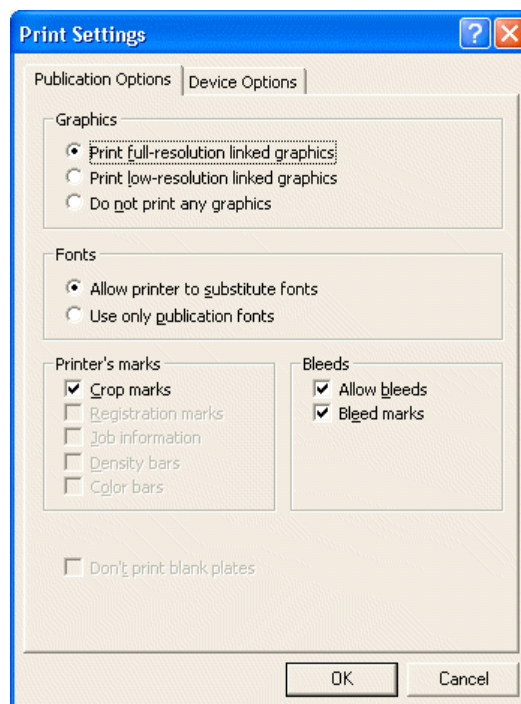 Print Settings
Publication Options
Device Options
Graphics
Print full-resolution linked graphics
Print low-resolution linked graphics
Do not print any graphics
Fonts
Allow printer to substitute fonts
Use only publication fonts
Printer's marks
Crop marks
Registration marks
Job information
Density bars
Color bars
Bleeds
Allow bleeds
Bleed marks
Don't print blank plates
OK
Cancel